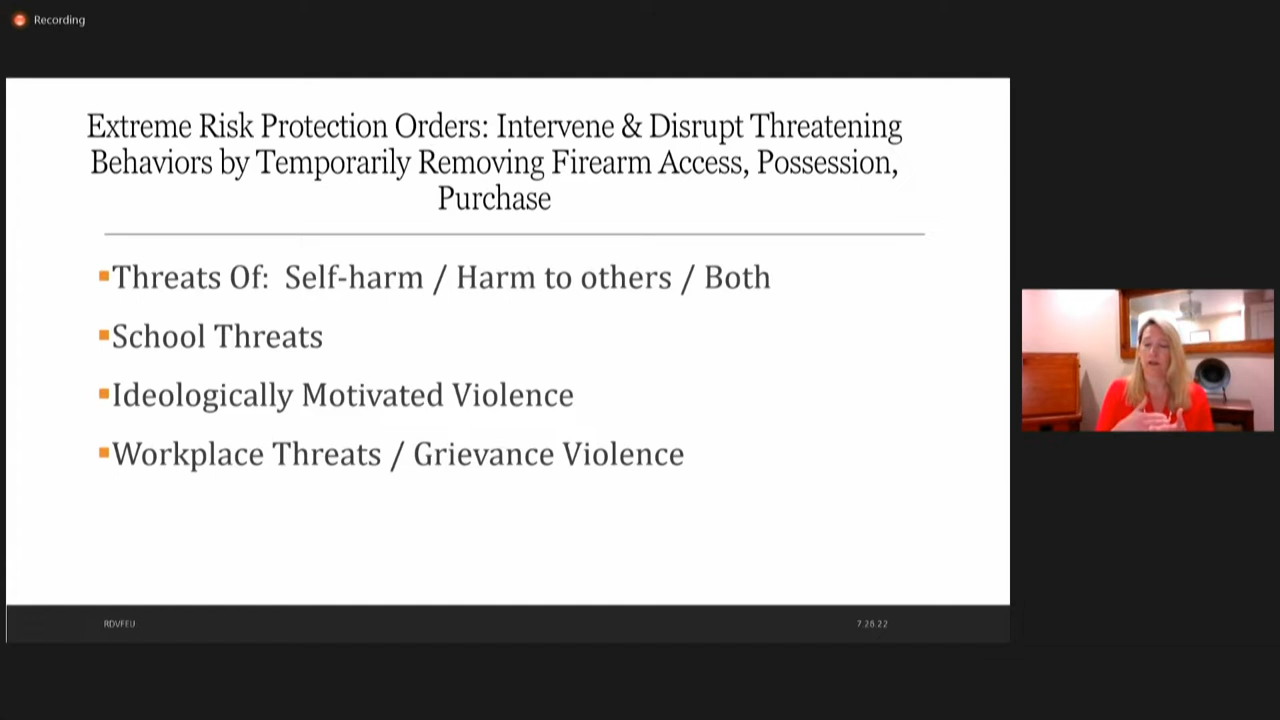 Recording
Extreme Risk Protection Orders: Intervene & Disrupt Threatening
Behaviors by Temporarily Removing Firearm Access, Possession,
Purchase
▪Threats Of:  Self-harm / Harm to others / Both
▪School Threats
▪Ideologically Motivated Violence
▪Workplace Threats / Grievance Violence
RDVFEU
7.28.22